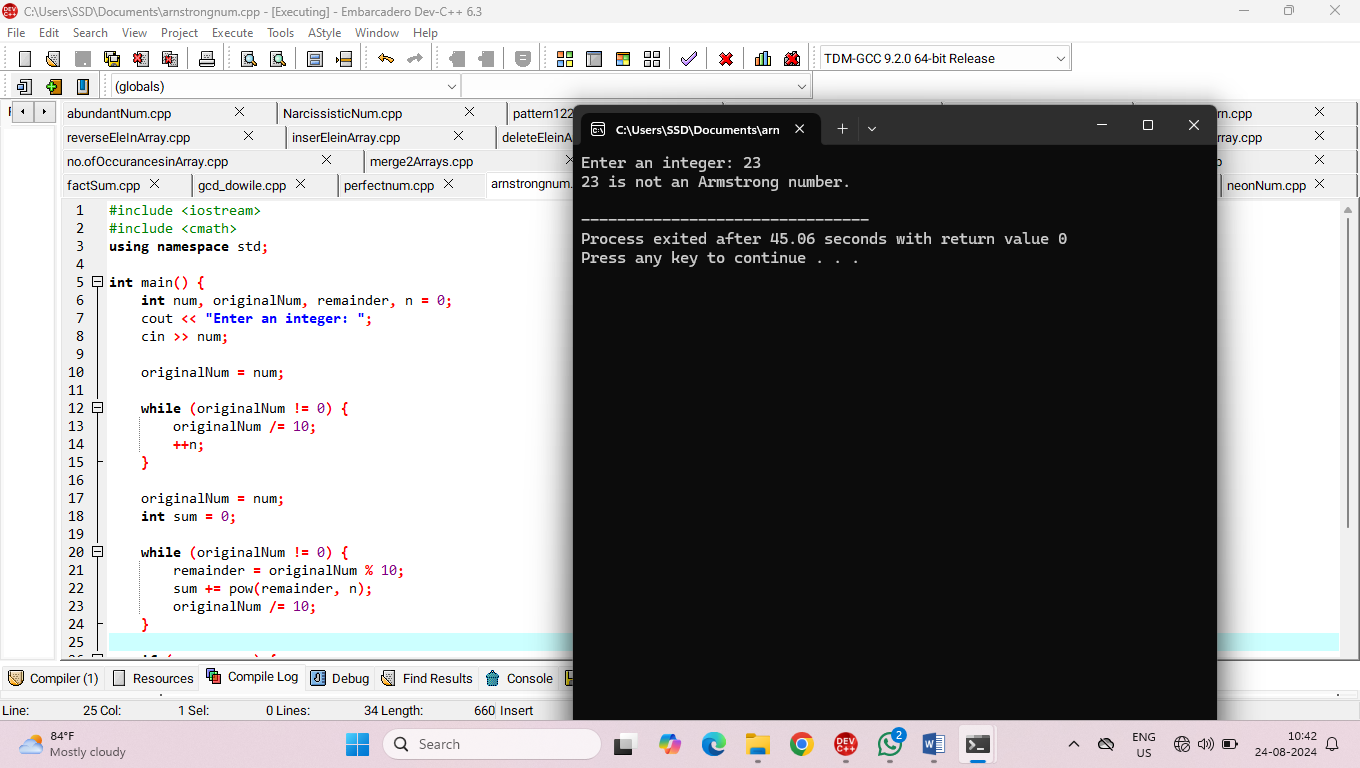 C:\Users\SSD\Documents\arnstrongnum.cpp - [Executing] - Embarcadero Dev-C++ 6.3
File Edit Search View Project Execute Tools AStyle Window Help
TDM-GCC 9.2.0 64-bit Release
(globals)
abundantNum.cpp NarcissisticNum.cpp pattern122 rn.cpp
reverseEleInArray.cpp inserEleinArray.cpp deleteEleinA rray.cpp
no.ofOccurancesinArray.cpp merge2Arrays.cpp
factSum.cpp gcd_dowile.cpp perfectnum.cpp arnstrongnum. neonNum.cpp
1 #include <iostream>
2 #include <cmath>
3 using namespace std;
4
5 int main() {
6 int num, originalNum, remainder, n = 0;
7 cout << "Enter an integer: ";
8 cin >> num;
9
10 originalNum = num;
11
12 while (originalNum != 0) {
13 originalNum /= 10;
14 ++n;
15 }
16
17 originalNum = num;
18 int sum = 0;
19
20 while (originalNum != 0) {
21 remainder = originalNum % 10;
22 sum += pow(remainder, n);
23 originalNum /= 10;
24 }
25
C:\Users\SSD\Documents\arn
Enter an integer: 23
23 is not an Armstrong number.
--------------------------------
Process exited after 45.06 seconds with return value 0
Press any key to continue . . .
Compiler (1) Resources Compile Log Debug Find Results Console
Line: 25 Col: 1 Sel: 0 Lines: 34 Length: 660 Insert
84°F
Mostly cloudy
Search
DEV C++
2
ENG
US
10:42
24-08-2024